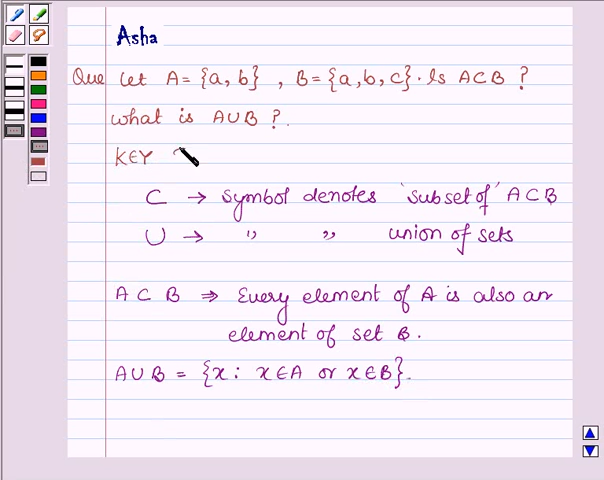 Asha
Que Let A = {a, b} , B = {a, b, c} . Is A ⊂ B ?
what is A ∪ B ?.
KEY
⊂ → symbol denotes 'subset of' A ⊂ B
∪ → " " union of sets
A ⊂ B ⇒ Every element of A is also an
element of set B.
A ∪ B = {x : x ∈ A or x ∈ B}.